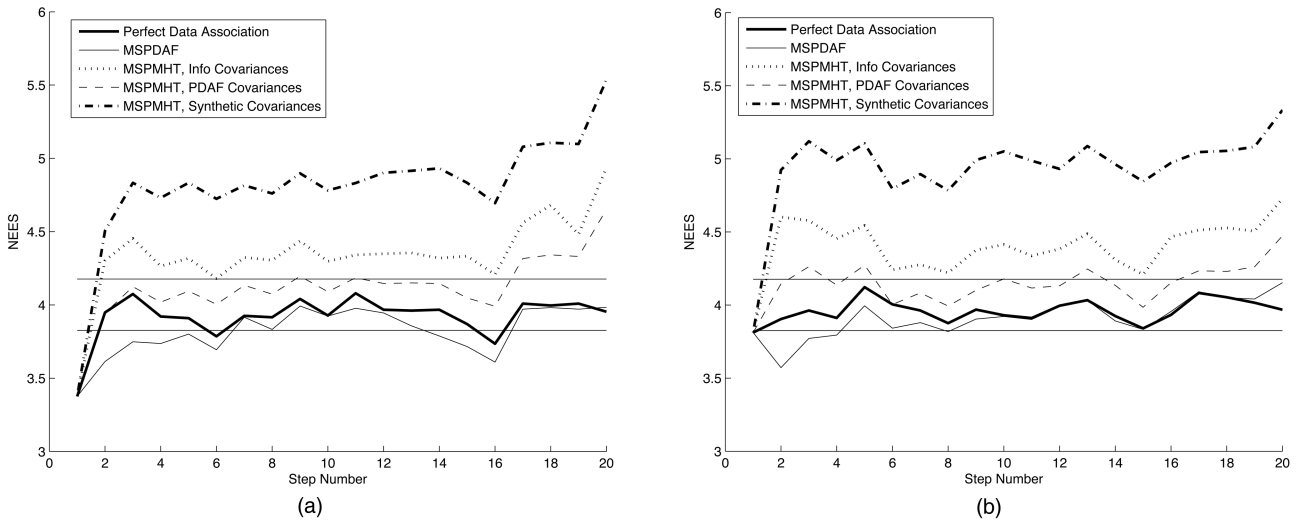 6
5.5
5
4.5
4
3.5
3
NEES
Perfect Data Association
MSPDAF
MSPMHT, Info Covariances
MSPMHT, PDAF Covariances
MSPMHT, Synthetic Covariances
0 2 4 6 8 10 12 14 16 18 20
Step Number
(a)
6
5.5
5
4.5
4
3.5
3
NEES
Perfect Data Association
MSPDAF
MSPMHT, Info Covariances
MSPMHT, PDAF Covariances
MSPMHT, Synthetic Covariances
0 2 4 6 8 10 12 14 16 18 20
Step Number
(b)